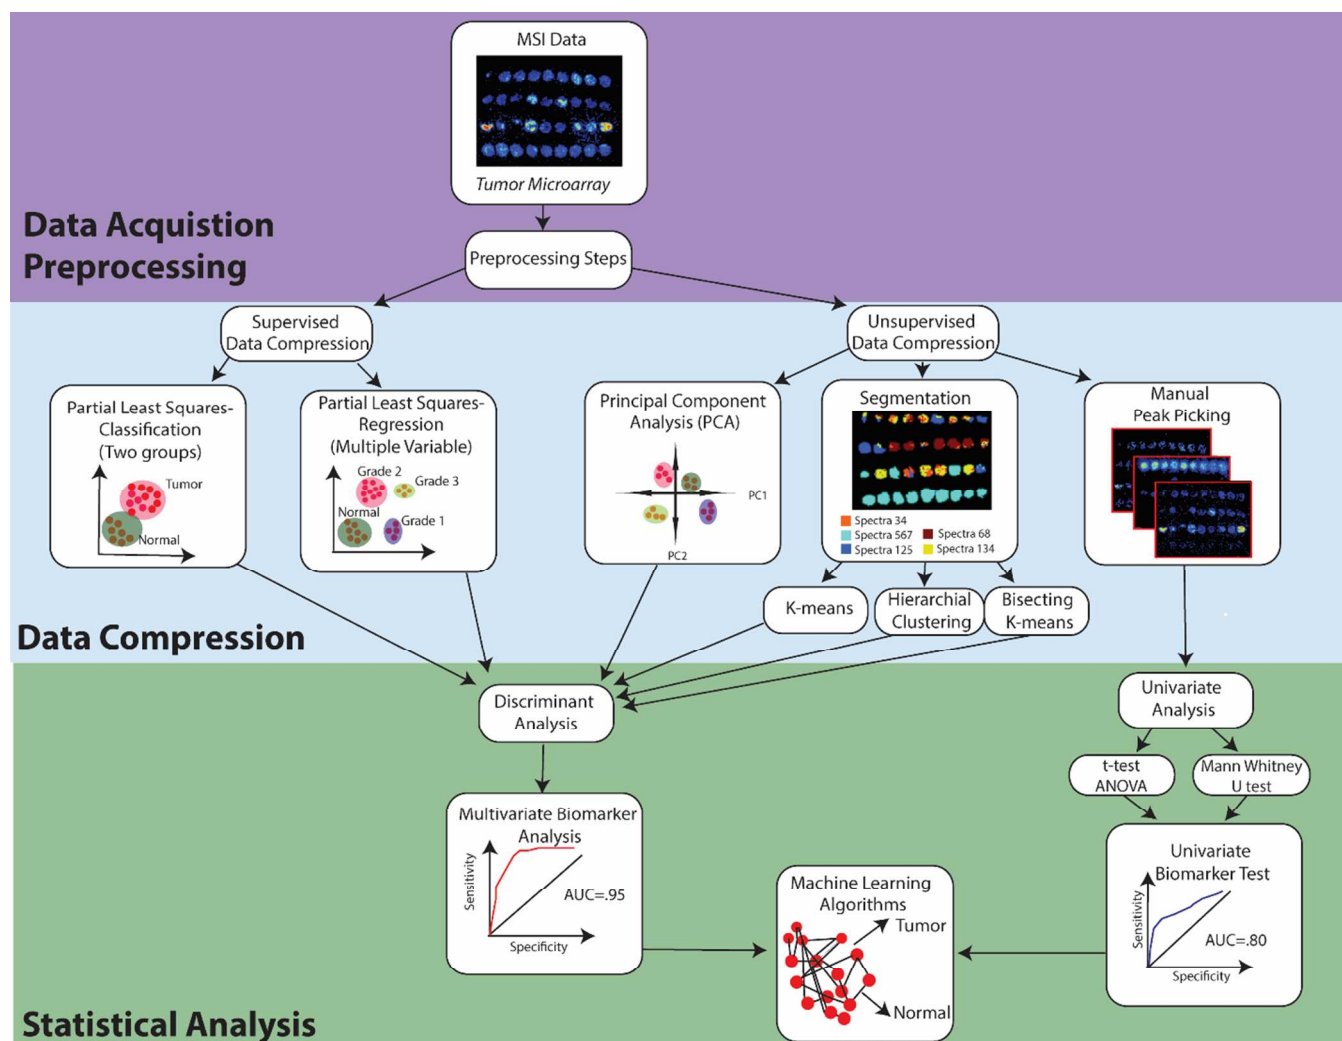 MSI Data
Tumor Microarray
Data Acquistion
Preprocessing
Preprocessing Steps
Supervised
Data Compression
Unsupervised
Data Compression
Partial Least Squares-
Classification
(Two groups)
Tumor
Normal
Partial Least Squares-
Regression
(Multiple Variable)
Grade 2
Grade 3
Normal
Grade 1
Principal Component
Analysis (PCA)
PC1
PC2
Segmentation
Spectra 34
Spectra 567
Spectra 125
Spectra 68
Spectra 134
Manual
Peak Picking
K-means
Hierarchial
Clustering
Bisecting
K-means
Data Compression
Discriminant
Analysis
Univariate
Analysis
t-test
ANOVA
Mann Whitney
U test
Multivariate Biomarker
Analysis
Sensitivity
AUC=.95
Specificity
Machine Learning
Algorithms
Tumor
Normal
Univariate
Biomarker Test
Sensitivity
AUC=.80
Specificity
Statistical Analysis